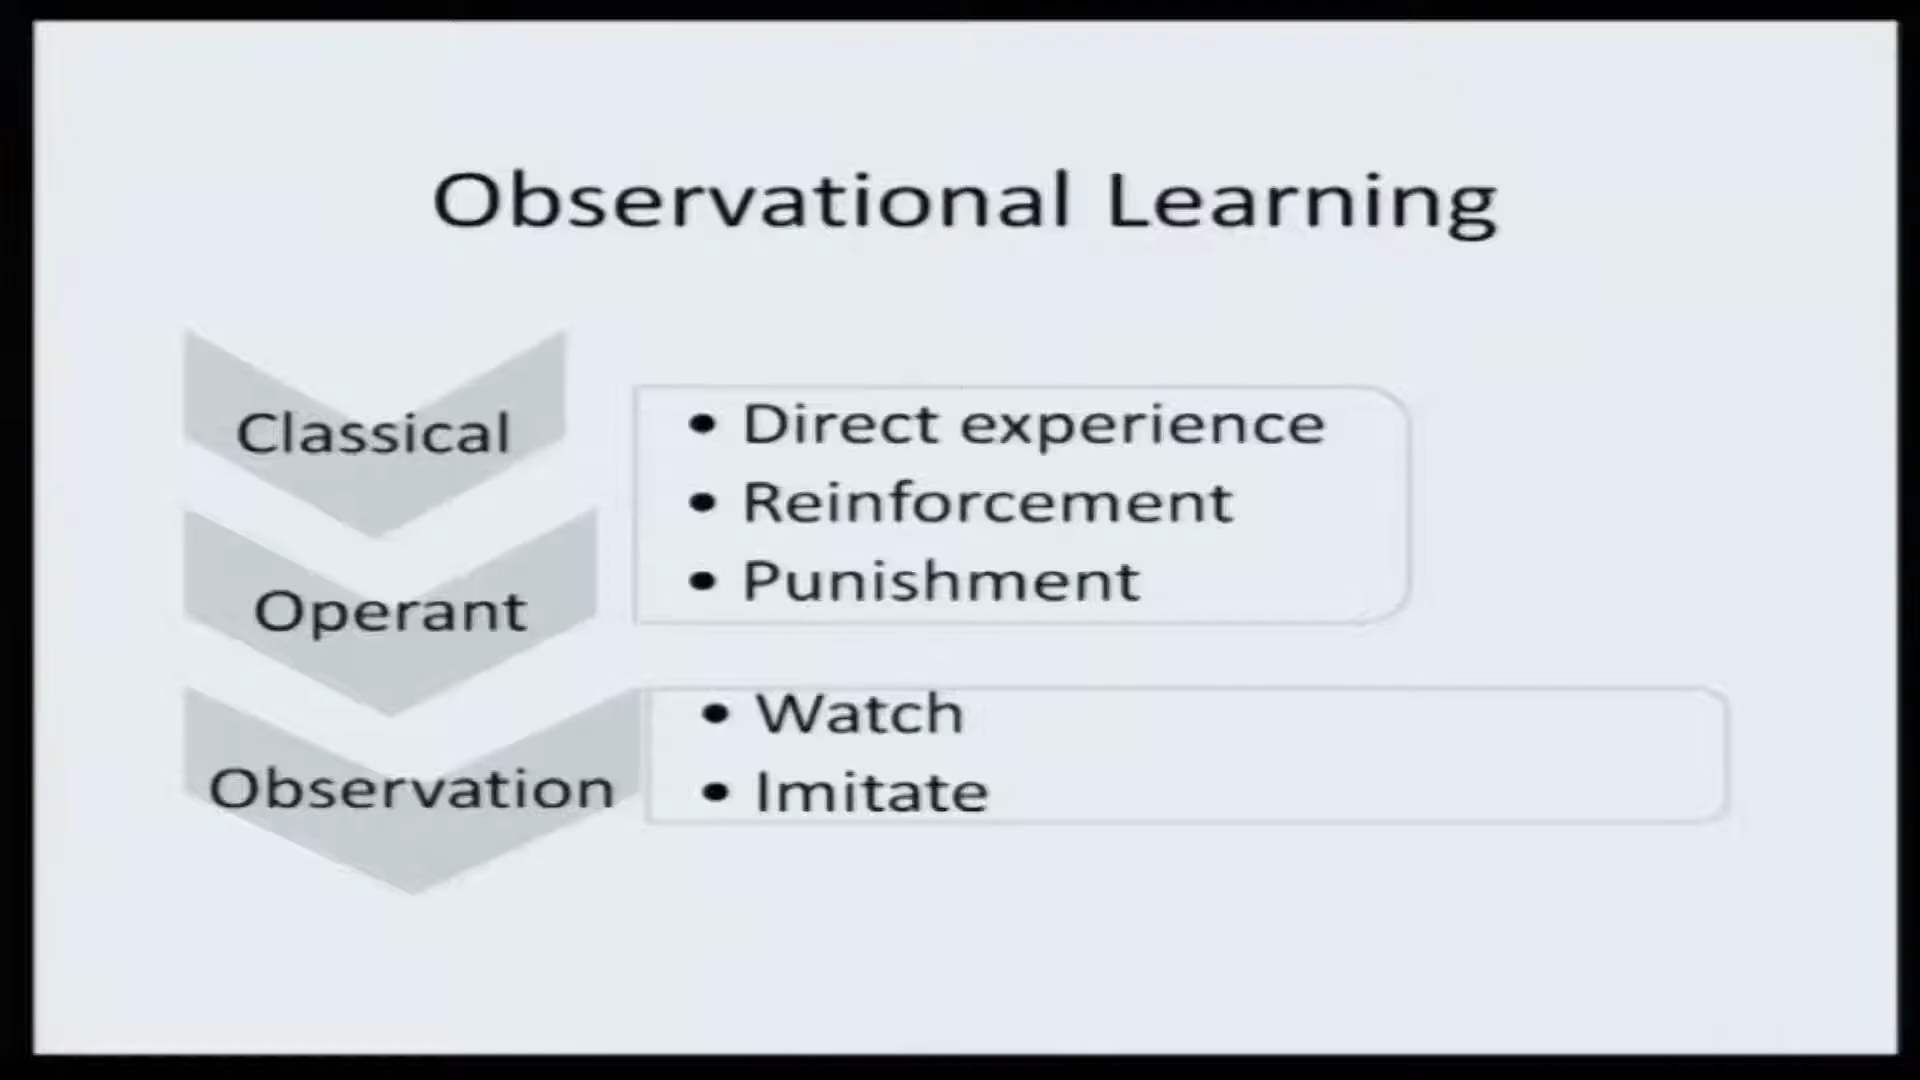 Observational Learning
Classical
• Direct experience
• Reinforcement
• Punishment
Operant
Observation
• Watch
• Imitate